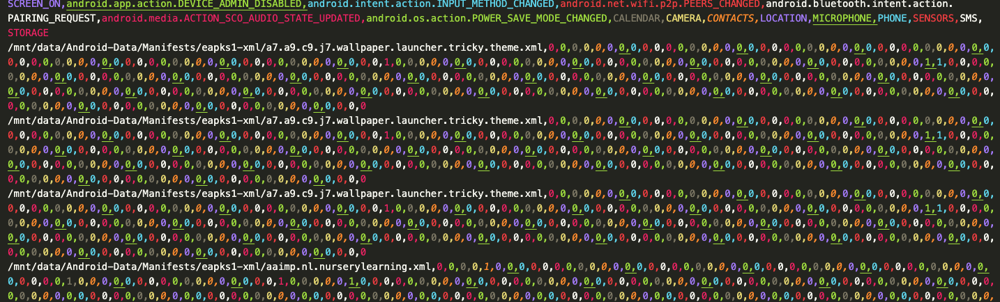 SCREEN_ON,android.app.action.DEVICE_ADMIN_DISABLED,android.intent.action.INPUT_METHOD_CHANGED,android.net.wifi.p2p.PEERS_CHANGED,android.bluetooth.intent.action.
PAIRING_REQUEST,android.media.ACTION_SCO_AUDIO_STATE_UPDATED,android.os.action.POWER_SAVE_MODE_CHANGED,CALENDAR,CAMERA,CONTACTS,LOCATION,MICROPHONE,PHONE,SENSORS,SMS,
STORAGE
/mnt/data/Android-Data/Manifests/eapks1-xml/a7.a9.c9.j7.wallpaper.launcher.tricky.theme.xml,0,0,0,0,0,0,0,0,0,0,0,0,0,0,0,0,0,0,0,0,0,0,0,0,0,0,0,0,0,0,0,0,0,0,0,0,0,0,
0,0,0,0,0,0,0,0,0,0,0,0,0,0,0,0,0,0,0,0,0,0,0,0,0,0,0,0,0,0,0,0,1,0,0,0,0,0,0,0,0,0,0,0,0,0,0,0,0,0,0,0,0,0,0,0,0,0,0,0,0,0,0,0,0,0,0,0,0,0,0,0,0,0,0,0,0,0,1,1,0,0,0,0,
0,0,0,0,0,0,0,0,0,0,0,0,0,0,0,0,0,0,0,0,0,0,0,0,0,0,0,0,0,0,0,0,0,0,0,0,0,0,0,0,0,0,0,0,0,0,0,0,0,0,0,0,0,0,0,0,0,0,0,0,0,0,0,0,0,0,0,0,0,0,0,0,0,0,0,0,0,0,0,0,0,0,0,0,
0,0,0,0,0,0,0,0,0,0,0,0,0,0,0,0,0,0,0,0,0,0,0,0,0,0,0,0,0,0,0,0,0,0,0,0,0,0,0,0,0,0,0,0,0,0,0,0,0,0,0,0,0,0,0,0,0,0,0,0,0,0,0,0,0,0,0,0,0,0,0,0,0,0,0,0,0,0,0,0,0,0,0,0,
0,0,0,0,0,0,0,0,0,0,0,0,0,0,0,0,0,0,0,0,0,0,0,0,0,0,0,0,0,0,0
/mnt/data/Android-Data/Manifests/eapks1-xml/a7.a9.c9.j7.wallpaper.launcher.tricky.theme.xml,0,0,0,0,0,0,0,0,0,0,0,0,0,0,0,0,0,0,0,0,0,0,0,0,0,0,0,0,0,0,0,0,0,0,0,0,0,0,
0,0,0,0,0,0,0,0,0,0,0,0,0,0,0,0,0,0,0,0,0,0,0,0,0,0,0,0,0,0,0,0,1,0,0,0,0,0,0,0,0,0,0,0,0,0,0,0,0,0,0,0,0,0,0,0,0,0,0,0,0,0,0,0,0,0,0,0,0,0,0,0,0,0,0,0,0,0,1,1,0,0,0,0,
0,0,0,0,0,0,0,0,0,0,0,0,0,0,0,0,0,0,0,0,0,0,0,0,0,0,0,0,0,0,0,0,0,0,0,0,0,0,0,0,0,0,0,0,0,0,0,0,0,0,0,0,0,0,0,0,0,0,0,0,0,0,0,0,0,0,0,0,0,0,0,0,0,0,0,0,0,0,0,0,0,0,0,0,
0,0,0,0,0,0,0,0,0,0,0,0,0,0,0,0,0,0,0,0,0,0,0,0,0,0,0,0,0,0,0,0,0,0,0,0,0,0,0,0,0,0,0,0,0,0,0,0,0,0,0,0,0,0,0,0,0,0,0,0,0,0,0,0,0,0,0,0,0,0,0,0,0,0,0,0,0,0,0,0,0,0,0,0,
0,0,0,0,0,0,0,0,0,0,0,0,0,0,0,0,0,0,0,0,0,0,0,0,0,0,0,0,0,0,0
/mnt/data/Android-Data/Manifests/eapks1-xml/a7.a9.c9.j7.wallpaper.launcher.tricky.theme.xml,0,0,0,0,0,0,0,0,0,0,0,0,0,0,0,0,0,0,0,0,0,0,0,0,0,0,0,0,0,0,0,0,0,0,0,0,0,0,
0,0,0,0,0,0,0,0,0,0,0,0,0,0,0,0,0,0,0,0,0,0,0,0,0,0,0,0,0,0,0,0,1,0,0,0,0,0,0,0,0,0,0,0,0,0,0,0,0,0,0,0,0,0,0,0,0,0,0,0,0,0,0,0,0,0,0,0,0,0,0,0,0,0,0,0,0,0,1,1,0,0,0,0,
0,0,0,0,0,0,0,0,0,0,0,0,0,0,0,0,0,0,0,0,0,0,0,0,0,0,0,0,0,0,0,0,0,0,0,0,0,0,0,0,0,0,0,0,0,0,0,0,0,0,0,0,0,0,0,0,0,0,0,0,0,0,0,0,0,0,0,0,0,0,0,0,0,0,0,0,0,0,0,0,0,0,0,0,
0,0,0,0,0,0,0,0,0,0,0,0,0,0,0,0,0,0,0,0,0,0,0,0,0,0,0,0,0,0,0,0,0,0,0,0,0,0,0,0,0,0,0,0,0,0,0,0,0,0,0,0,0,0,0,0,0,0,0,0,0,0,0,0,0,0,0,0,0,0,0,0,0,0,0,0,0,0,0,0,0,0,0,0,
0,0,0,0,0,0,0,0,0,0,0,0,0,0,0,0,0,0,0,0,0,0,0,0,0,0,0,0,0,0,0
/mnt/data/Android-Data/Manifests/eapks1-xml/aaimp.nl.nurserylearning.xml,0,0,0,0,1,0,0,0,0,0,0,0,0,0,0,0,0,0,0,0,0,0,0,0,0,0,0,0,0,0,0,0,0,0,0,0,0,0,0,0,0,0,0,0,0,0,0,
0,0,0,0,0,1,0,0,0,0,0,0,0,0,0,0,0,0,0,0,0,0,0,1,0,0,0,0,0,1,0,0,0,0,0,0,0,0,0,0,0,0,0,0,0,0,0,0,0,0,0,0,0,0,0,0,0,0,0,0,0,0,0,0,0,0,0,0,0,0,0,0,0,0,0,0,0,0,0,0,0,0,0,0,
0,0,0,0,0,0,0,0,0,0,0,0,0,0,0,0,0,0,0,0,0,0,0,0,0,0,0,0,0,0,0,0,0,0,0,0,0,0,0,0,0,0,0,0,0,0,0,0,0,0,0,0,0,0,0,0,0,0,0,0,0,0,0,0,0,0,0,0,0,0,0,0,0,0,0,0,0,0,0,0,0,0,0,0,